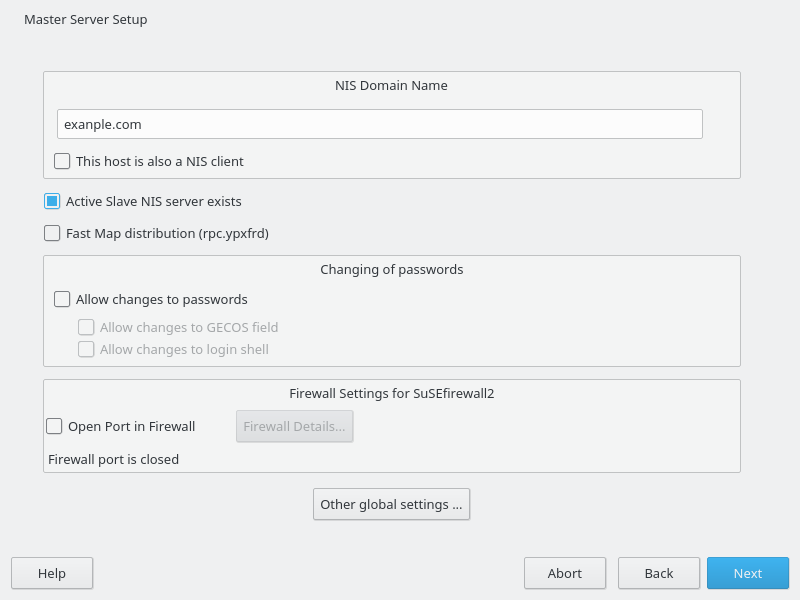 Master Server Setup
NIS Domain Name
exanple.com
This host is also a NIS client
Active Slave NIS server exists
Fast Map distribution (rpc.ypxfrd)
Changing of passwords
Allow changes to passwords
Allow changes to GECOS field
Allow changes to login shell
Firewall Settings for SuSEfirewall2
Open Port in Firewall
Firewall Details...
Firewall port is closed
Other global settings ...
Help
Abort
Back
Next